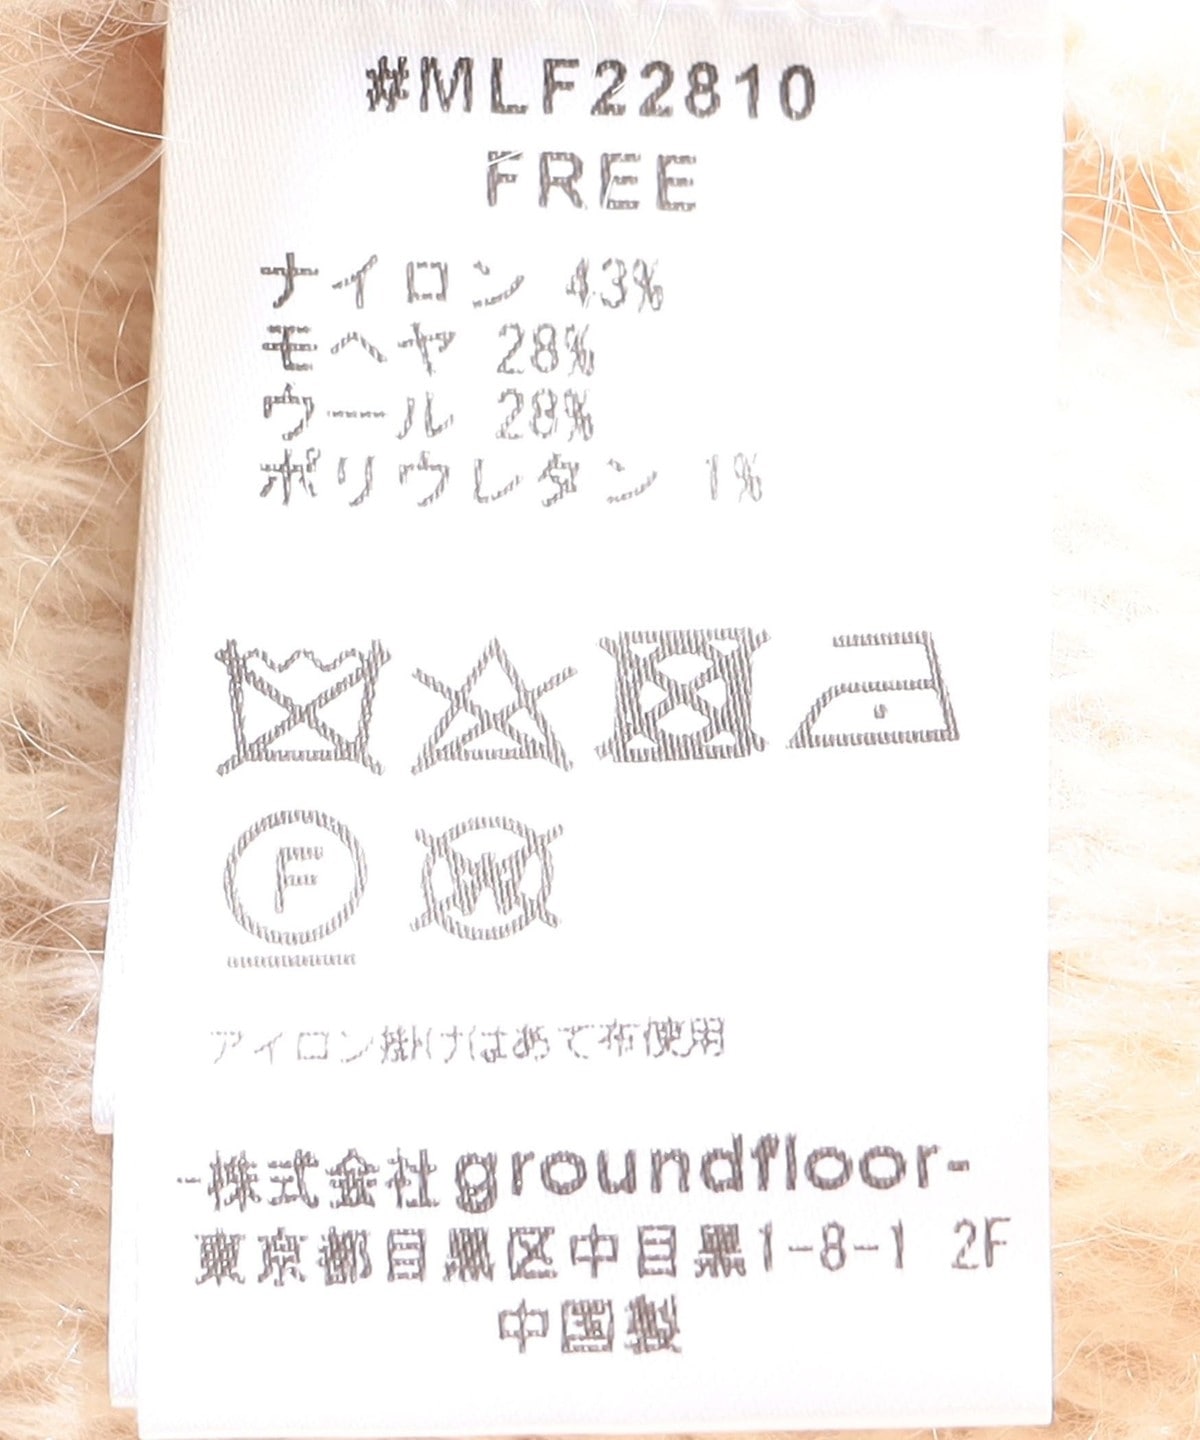 #MLF22810
FREE
ナイロン 43%
モヘヤ 28%
ウール 28%
ポリウレタン 1%
F
W
アイロン掛けはあて布使用
-株式会社groundfloor-
東京都目黒区中目黒1-8-1 2F
中国製